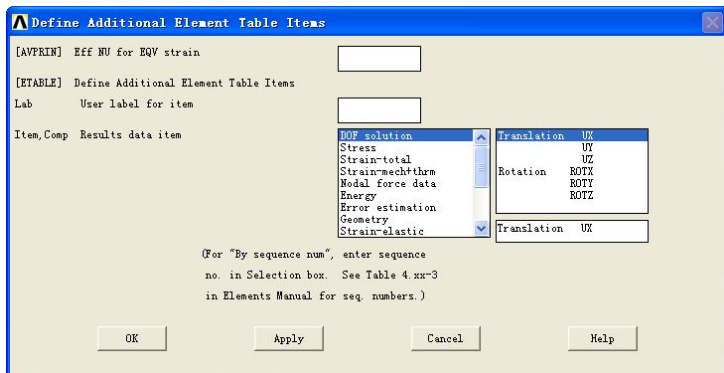 Define Additional Element Table Items
[AVPRIN] Eff NU for EQV strain
[ETABLE] Define Additional Element Table Items
Lab User label for item
Item,Comp Results data item
DOF solution
Stress
Strain-total
Strain-mech+thrm
Nodal force data
Energy
Error estimation
Geometry
Strain-elastic
Translation UX
UY
UZ
Rotation ROTX
ROTY
ROTZ
Translation UX
(For "By sequence num", enter sequence
no. in Selection box. See Table 4.xx-3
in Elements Manual for seq. numbers.)
OK Apply Cancel Help